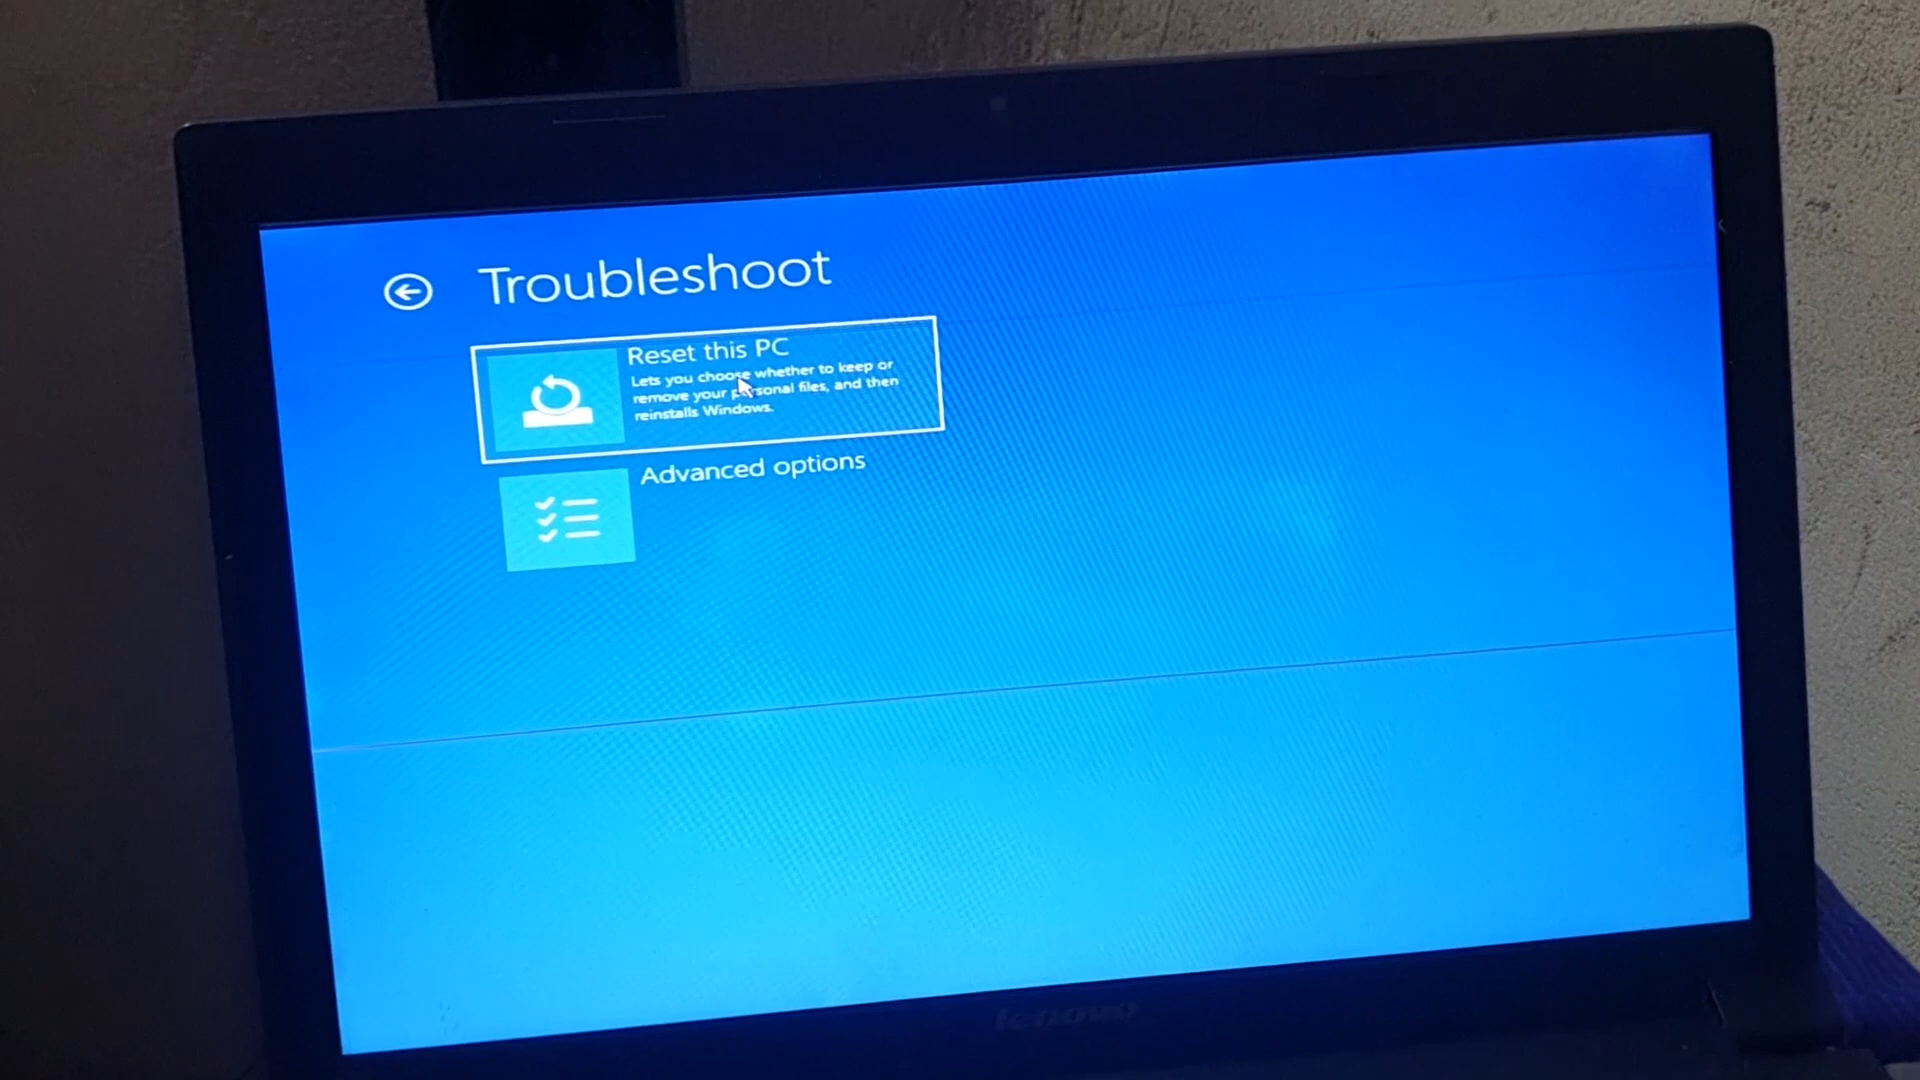 Troubleshoot
Reset this PC
Lets you choose whether to keep or
remove your personal files, and then
reinstalls Windows.
Advanced options
lenovo